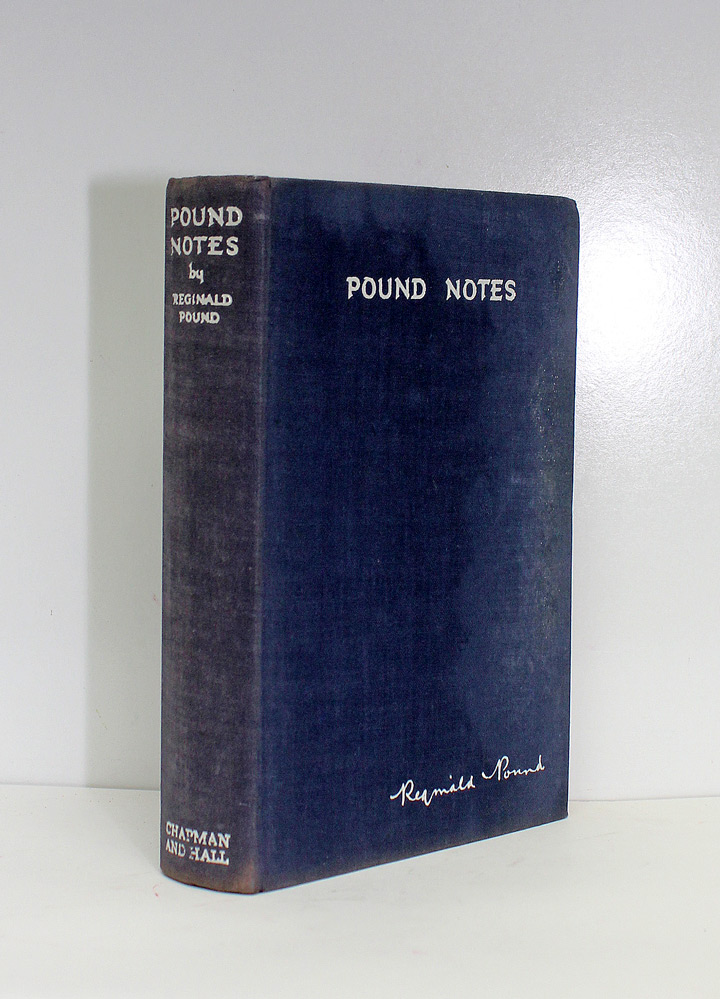 POUND
NOTES
by
REGINALD
POUND
CHAPMAN
AND HALL
POUND NOTES
Reginald Pound